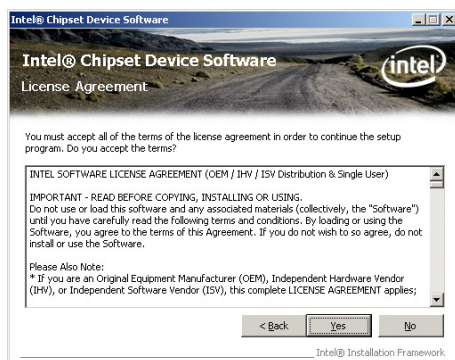 Intel® Chipset Device Software
Intel® Chipset Device Software
intel
License Agreement
You must accept all of the terms of the license agreement in order to continue the setup
program. Do you accept the terms?
INTEL SOFTWARE LICENSE AGREEMENT (OEM / IHV / ISV Distribution & Single User)
IMPORTANT - READ BEFORE COPYING, INSTALLING OR USING.
Do not use or load this software and any associated materials (collectively, the "Software")
until you have carefully read the following terms and conditions. By loading or using the
Software, you agree to the terms of this Agreement. If you do not wish to so agree, do not
install or use the Software.
Please Also Note:
* If you are an Original Equipment Manufacturer (OEM), Independent Hardware Vendor
(IHV), or Independent Software Vendor (ISV), this complete LICENSE AGREEMENT applies;
< Back Yes No
Intel® Installation Framework